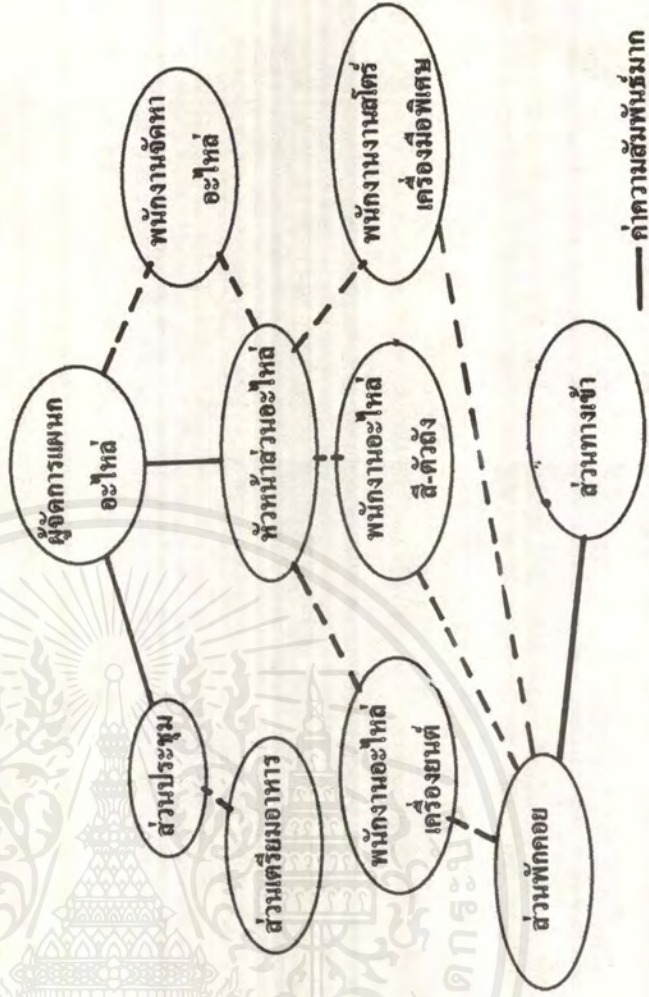 ผู้จัดการแผนก
อะไหล่
พนักงานจัดหา
อะไหล่
ส่วนประชุม
ส่วนเตรียมอาหาร
หัวหน้าส่วนอะไหล่
พนักงานอะไหล่
เครื่องยนต์
พนักงานอะไหล่
สี-ตัวถัง
พนักงานงานสโตร์
เครื่องมือพิเศษ
ส่วนพักคอย
ส่วนทางเข้า
ค่าความสัมพันธ์มาก